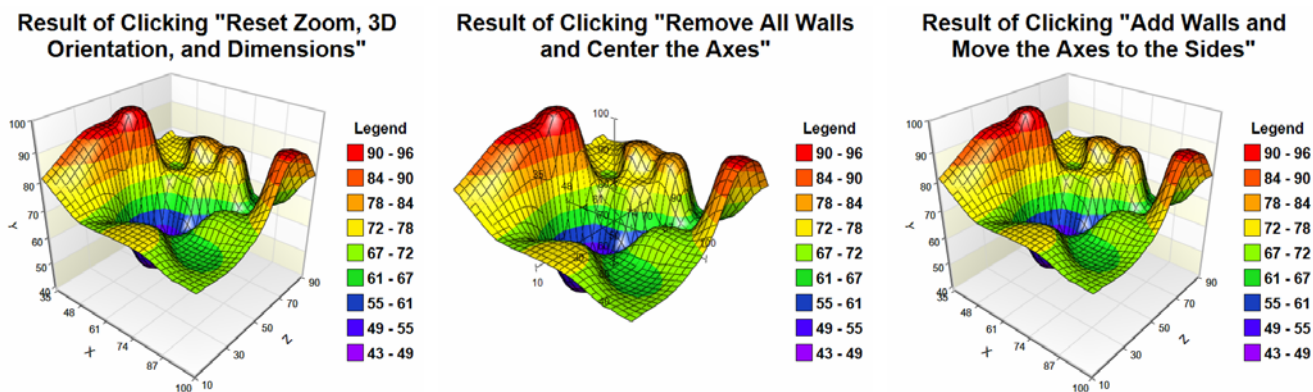 Result of Clicking "Reset Zoom, 3D
Orientation, and Dimensions"
100
90
80
70
60
50
40
Y
35
48
61
74
87
100
X
10
30
50
70
90
Z
Legend
90 - 96
84 - 90
78 - 84
72 - 78
67 - 72
61 - 67
55 - 61
49 - 55
43 - 49
Result of Clicking "Remove All Walls
and Center the Axes"
100
35
48
61
90
70
100
10
Legend
90 - 96
84 - 90
78 - 84
72 - 78
67 - 72
61 - 67
55 - 61
49 - 55
43 - 49
Result of Clicking "Add Walls and
Move the Axes to the Sides"
100
90
80
70
60
50
40
Y
35
48
61
74
87
100
X
10
30
50
70
90
Z
Legend
90 - 96
84 - 90
78 - 84
72 - 78
67 - 72
61 - 67
55 - 61
49 - 55
43 - 49